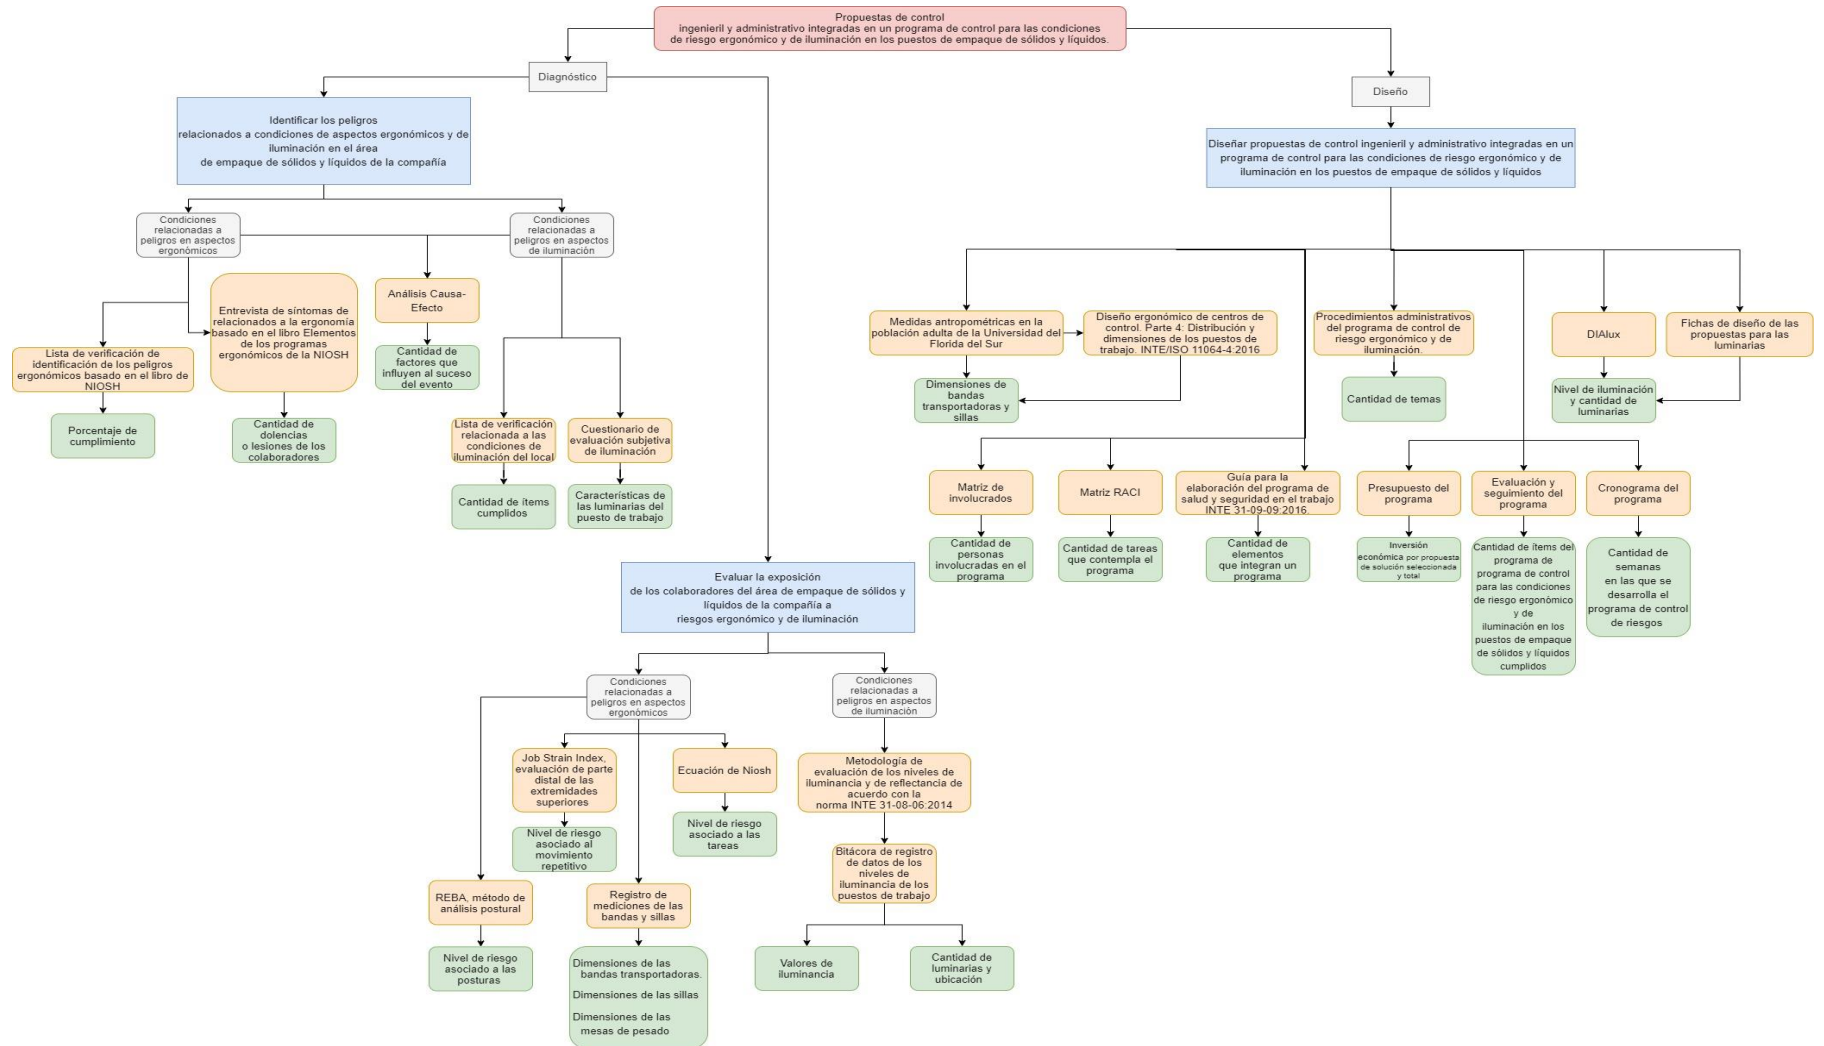 Propuestas de control
ingenieril y administrativo integradas en un programa de control para las condiciones
de riesgo ergonómico y de iluminación en los puestos de empaque de sólidos y líquidos.
Diagnóstico
Diseño
Identificar los peligros
relacionados a condiciones de aspectos ergonómicos y de
iluminación en el área
de empaque de sólidos y líquidos de la compañía
Diseñar propuestas de control ingenieril y administrativo integradas en un
programa de control para las condiciones de riesgo ergonómico y de
iluminación en los puestos de empaque de sólidos y líquidos
Condiciones
relacionadas a
peligros en aspectos
ergonómicos
Condiciones
relacionadas a
peligros en aspectos
de iluminación
Lista de verificación de
identificación de los peligros
ergonómicos basado en el libro de
NIOSH
Porcentaje de
cumplimiento
Entrevista de síntomas de
relacionados a la ergonomía
basado en el libro Elementos
de los programas
ergonómicos de la NIOSH
Cantidad de
dolencias
o lesiones de los
colaboradores
Análisis Causa-
Efecto
Cantidad de
factores que
influyen al suceso
del evento
Lista de verificación
relacionada a las
condiciones de
iluminación del local
Cantidad de ítems
cumplidos
Cuestionario de
evaluación subjetiva
de iluminación
Características de
las luminarias del
puesto de trabajo
Medidas antropométricas en la
población adulta de la Universidad del
Florida del Sur
Diseño ergonómico de centros de
control. Parte 4: Distribución y
dimensiones de los puestos de
trabajo. INTE/ISO 11064-4:2016
Dimensiones de
bandas
transportadoras y
sillas
Procedimientos administrativos
del programa de control de
riesgo ergonómico y de
iluminación.
Cantidad de temas
DIAlux
Fichas de diseño de las
propuestas para las
luminarias
Nivel de iluminación
y cantidad de
luminarias
Matriz de
involucrados
Cantidad de
personas
involucradas en el
programa
Matriz RACI
Cantidad de tareas
que contempla el
programa
Guía para la
elaboración del programa de
salud y seguridad en el trabajo
INTE 31-09-09:2016.
Cantidad de
elementos
que integran un
programa
Presupuesto del
programa
Inversión
económica por propuesta
de solución seleccionada
y total
Evaluación y
seguimiento del
programa
Cantidad de ítems del
programa de
programa de control
para las condiciones
de riesgo ergonómico
y de
iluminación en los
puestos de empaque
de sólidos y líquidos
cumplidos
Cronograma del
programa
Cantidad de
semanas
en las que se
desarrolla el
programa de control
de riesgos
Evaluar la exposición
de los colaboradores del área de empaque de sólidos y
líquidos de la compañía a
riesgos ergonómico y de iluminación
Condiciones
relacionadas a
peligros en aspectos
ergonómicos
Condiciones
relacionadas a
peligros en aspectos
de iluminación
Job Strain Index,
evaluación de parte
distal de las
extremidades
superiores
Nivel de riesgo
asociado al
movimiento
repetitivo
Ecuación de Niosh
Nivel de riesgo
asociado a las
tareas
Metodología de
evaluación de los niveles de
iluminancia y de reflectancia de
acuerdo con la
norma INTE 31-08-06:2014
Bitácora de registro
de datos de los
niveles de
iluminancia de los
puestos de trabajo
REBA, método de
análisis postural
Nivel de riesgo
asociado a las
posturas
Registro de
mediciones de las
bandas y sillas
Dimensiones de las
bandas transportadoras.
Dimensiones de las sillas
Dimensiones de las
mesas de pesado
Valores de
iluminancia
Cantidad de
luminarias y
ubicación